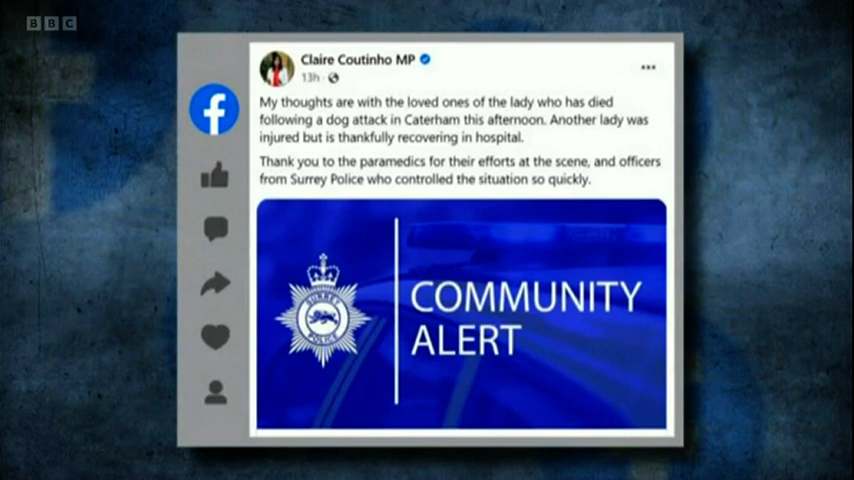 BBC
Claire Coutinho MP
13h
My thoughts are with the loved ones of the lady who has died
following a dog attack in Caterham this afternoon. Another lady was
injured but is thankfully recovering in hospital.
Thank you to the paramedics for their efforts at the scene, and officers
from Surrey Police who controlled the situation so quickly.
SURREY
POLICE
COMMUNITY
ALERT